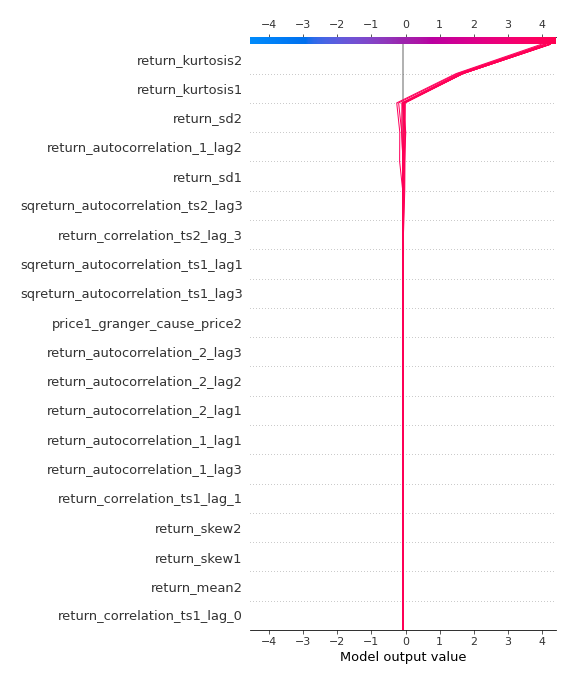 −4 −3 −2 −1 0 1 2 3 4
return_kurtosis2
return_kurtosis1
return_sd2
return_autocorrelation_1_lag2
return_sd1
sqreturn_autocorrelation_ts2_lag3
return_correlation_ts2_lag_3
sqreturn_autocorrelation_ts1_lag1
sqreturn_autocorrelation_ts1_lag3
price1_granger_cause_price2
return_autocorrelation_2_lag3
return_autocorrelation_2_lag2
return_autocorrelation_2_lag1
return_autocorrelation_1_lag1
return_autocorrelation_1_lag3
return_correlation_ts1_lag_1
return_skew2
return_skew1
return_mean2
return_correlation_ts1_lag_0
−4 −3 −2 −1 0 1 2 3 4
Model output value